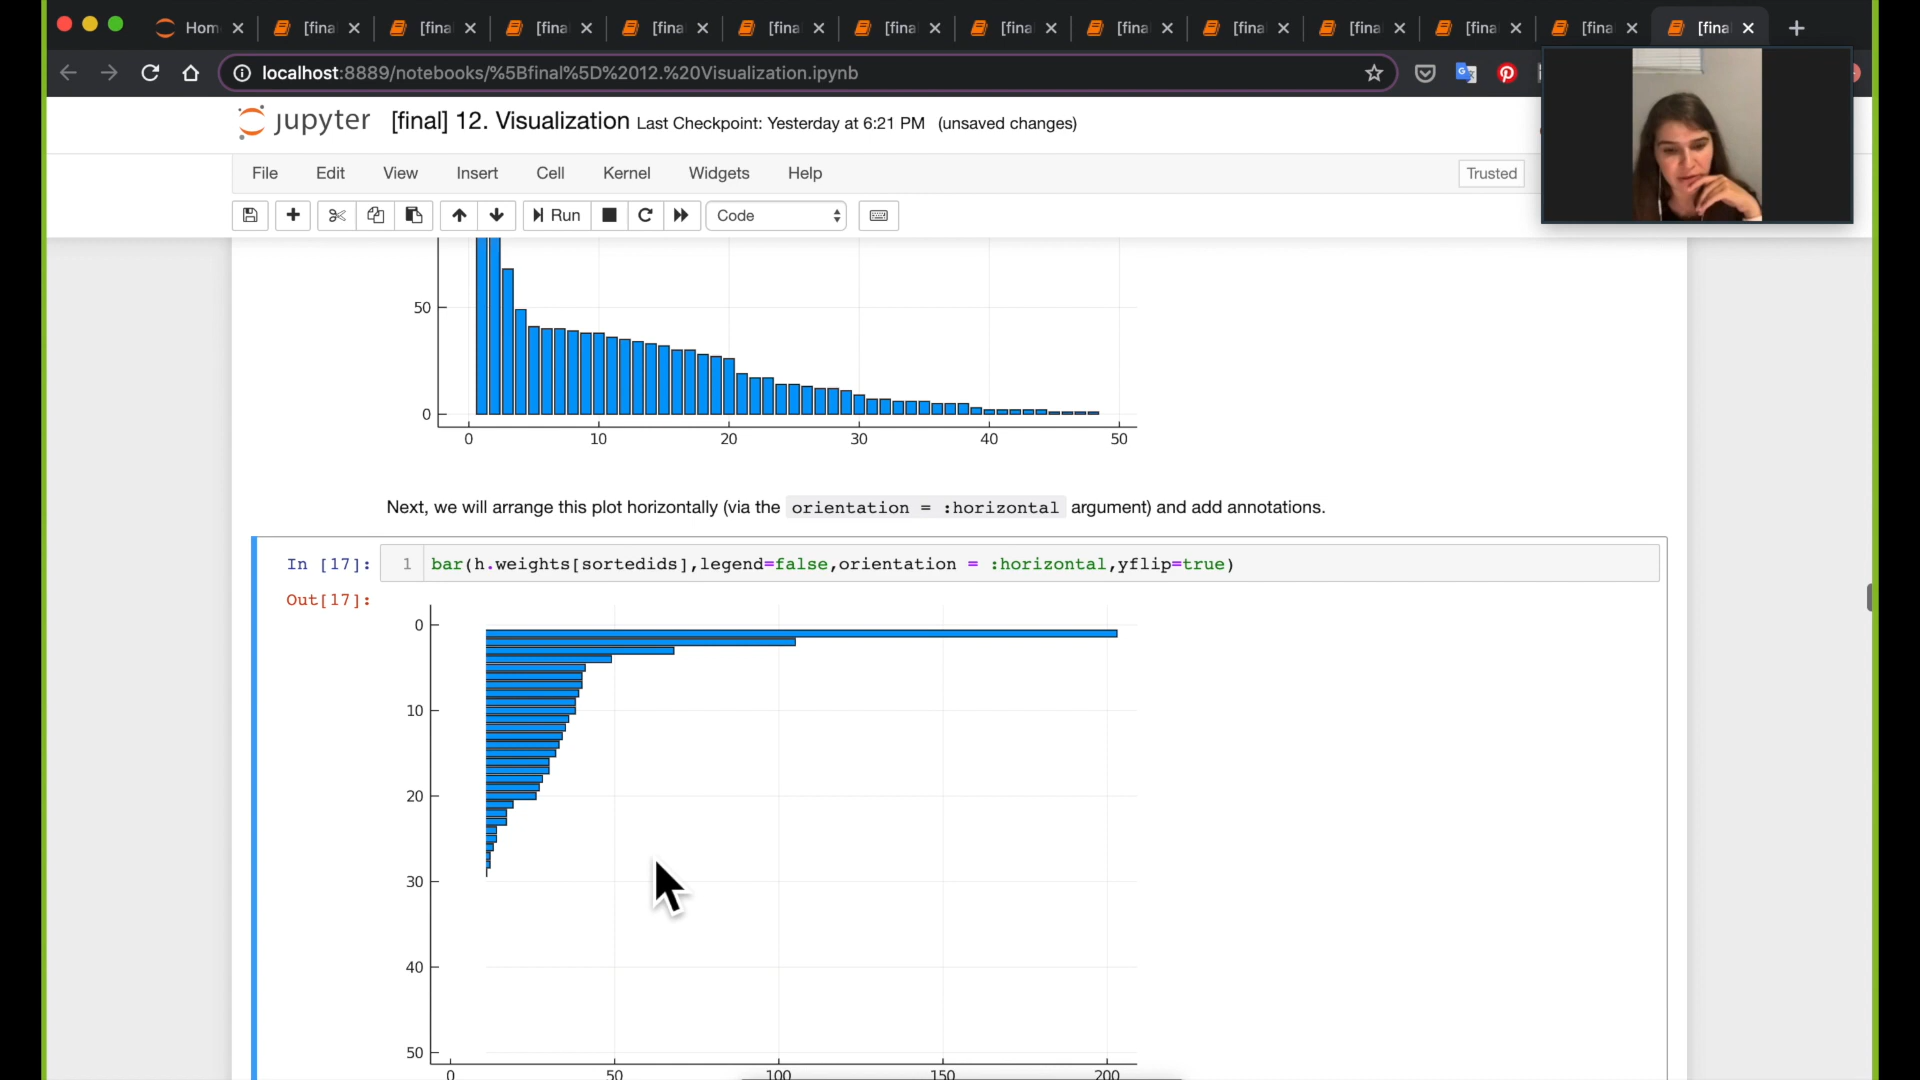 Hom
[fina
[fina
[fina
[fina
[fina
[fina
[fina
[fina
[fina
[fina
[fina
[fina
[fina
localhost:8889/notebooks/%5Bfinal%5D%2012.%20Visualization.ipynb
jupyter [final] 12. Visualization Last Checkpoint: Yesterday at 6:21 PM (unsaved changes)
File Edit View Insert Cell Kernel Widgets Help
Trusted
Run
Code
50
0
0 10 20 30 40 50
Next, we will arrange this plot horizontally (via the orientation = :horizontal argument) and add annotations.
In [17]: 1 bar(h.weights[sortedids],legend=false,orientation = :horizontal,yflip=true)
Out[17]:
0
10
20
30
40
50
0 50 100 150 200